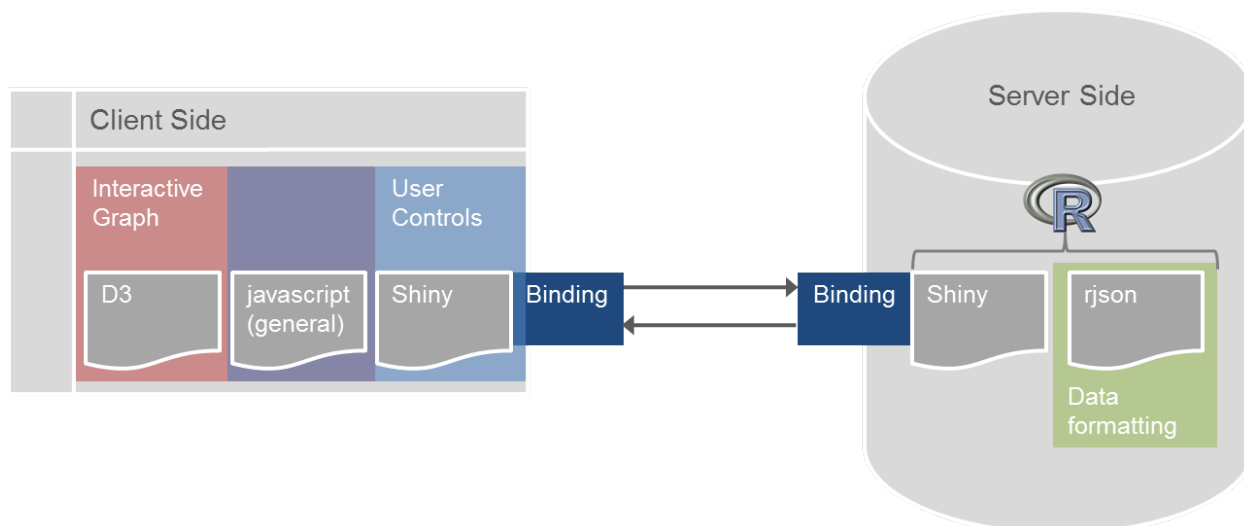 Client Side
Interactive
Graph
User
Controls
D3
javascript
(general)
Shiny
Binding
Server Side
R
Binding
Shiny
rjson
Data
formatting